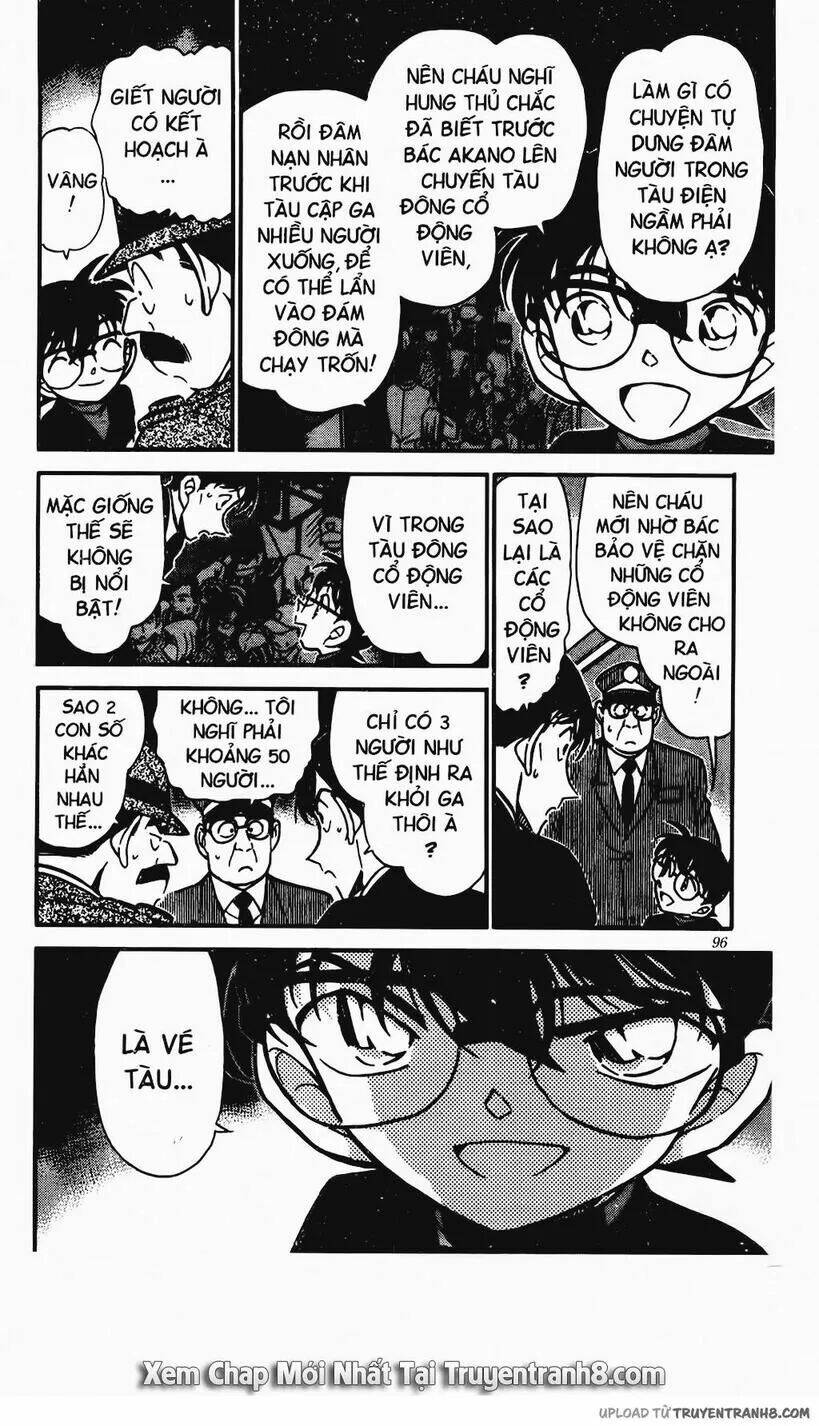 LÀM GÌ CÓ
CHUYỆN TỰ
DƯNG ĐÂM
NGƯỜI TRONG
TÀU ĐIỆN
NGẦM PHẢI
KHÔNG Ạ?
NÊN CHÁU NGHĨ
HUNG THỦ CHẮC
ĐÃ BIẾT TRƯỚC
BÁC AKANO LÊN
CHUYẾN TÀU
ĐÔNG CỔ
ĐỘNG VIÊN,
RỒI ĐÂM
NẠN NHÂN
TRƯỚC KHI
TÀU CẬP GA
NHIỀU NGƯỜI
XUỐNG, ĐỂ
CÓ THỂ LẨN
VÀO ĐÁM
ĐÔNG MÀ
CHẠY TRỐN!
GIẾT NGƯỜI
CÓ KẾT
HOẠCH À
...
VÂNG
!
NÊN CHÁU
MỚI NHỜ BÁC
BẢO VỆ CHẶN
NHỮNG CỔ
ĐỘNG VIÊN
KHÔNG CHO
RA
NGOÀI
!
TẠI
SAO
LẠI LÀ
CÁC
CỔ
ĐỘNG
VIÊN
?
VÌ TRONG
TÀU ĐÔNG
CỔ ĐỘNG
VIÊN...
MẶC GIỐNG
THẾ SẼ
KHÔNG
BỊ NỔI
BẬT!
CHỈ CÓ 3
NGƯỜI NHƯ
THẾ ĐỊNH RA
KHỎI GA
THÔI À
?
KHÔNG... TÔI
NGHĨ PHẢI
KHOẢNG 50
NGƯỜI...
SAO 2
CON SỐ
KHÁC
HẲN
NHAU
THẾ...
96
LÀ VÉ
TÀU...
Xem Chap Mới Nhất Tại Truyentranh8.com
UPLOAD TỪ TRUYENTRANH8.COM